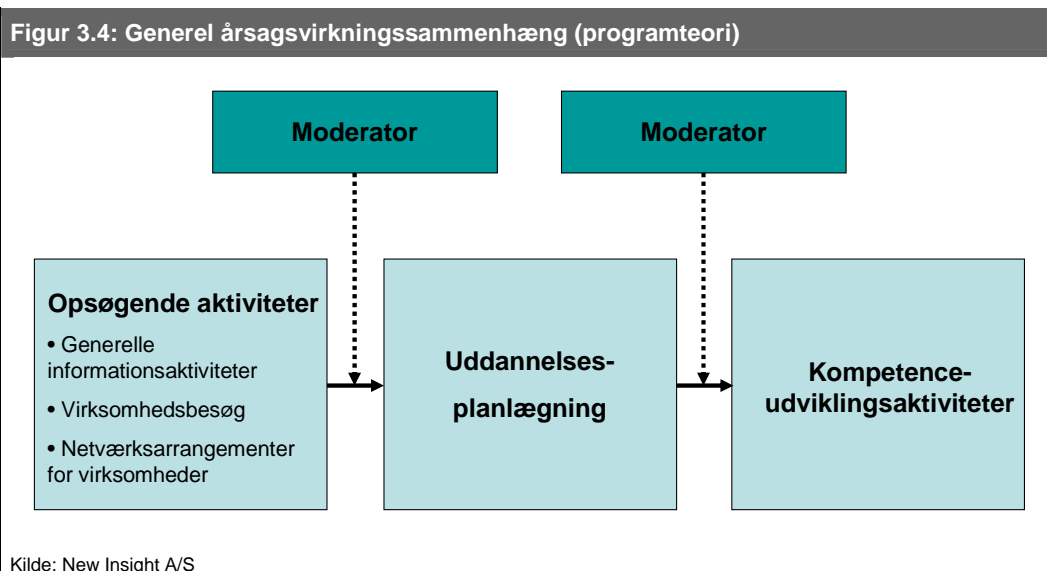 Figur 3.4: Generel årsagsvirkningssammenhæng (programteori)
Moderator
Moderator
Opsøgende aktiviteter
• Generelle
informationsaktiviteter
• Virksomhedsbesøg
• Netværksarrangementer
for virksomheder
Uddannelses-
planlægning
Kompetence-
udviklingsaktiviteter
Kilde: New Insight A/S